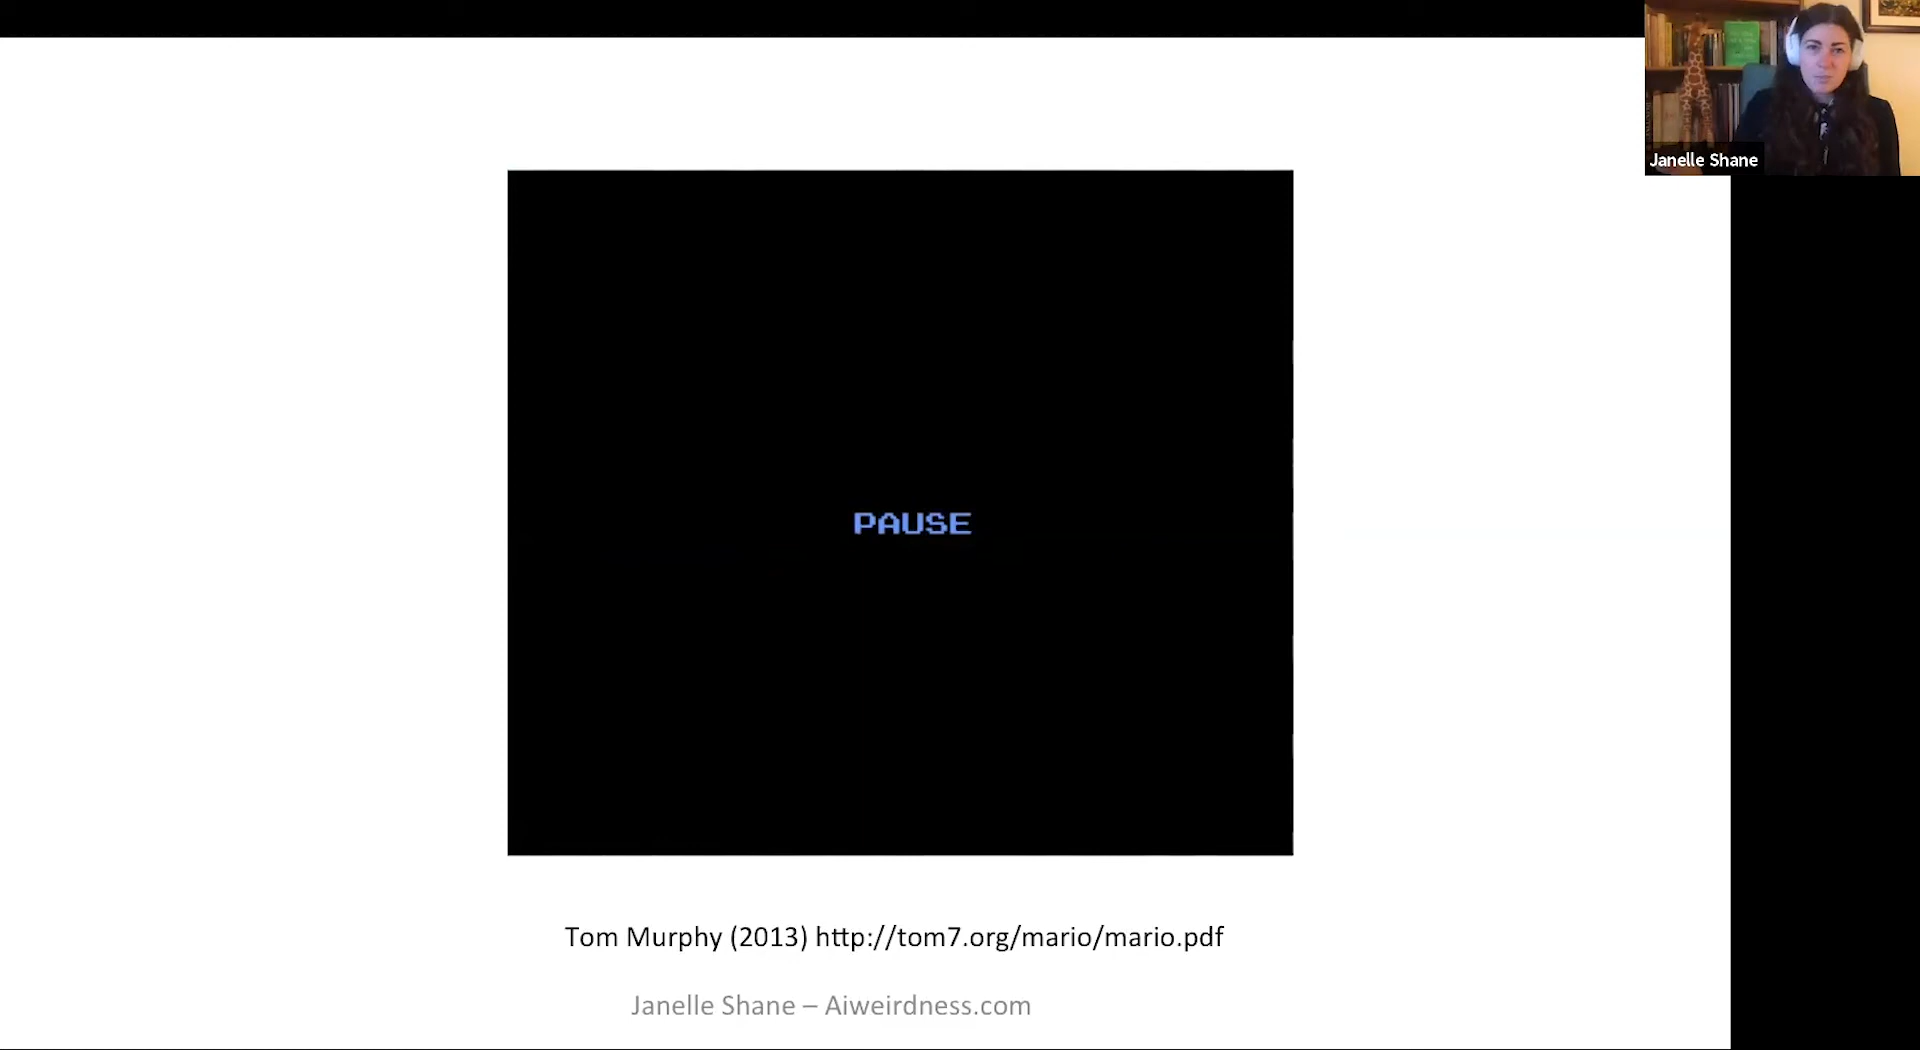 Janelle Shane
PAUSE
Tom Murphy (2013) http://tom7.org/mario/mario.pdf
Janelle Shane – Aiweirdness.com